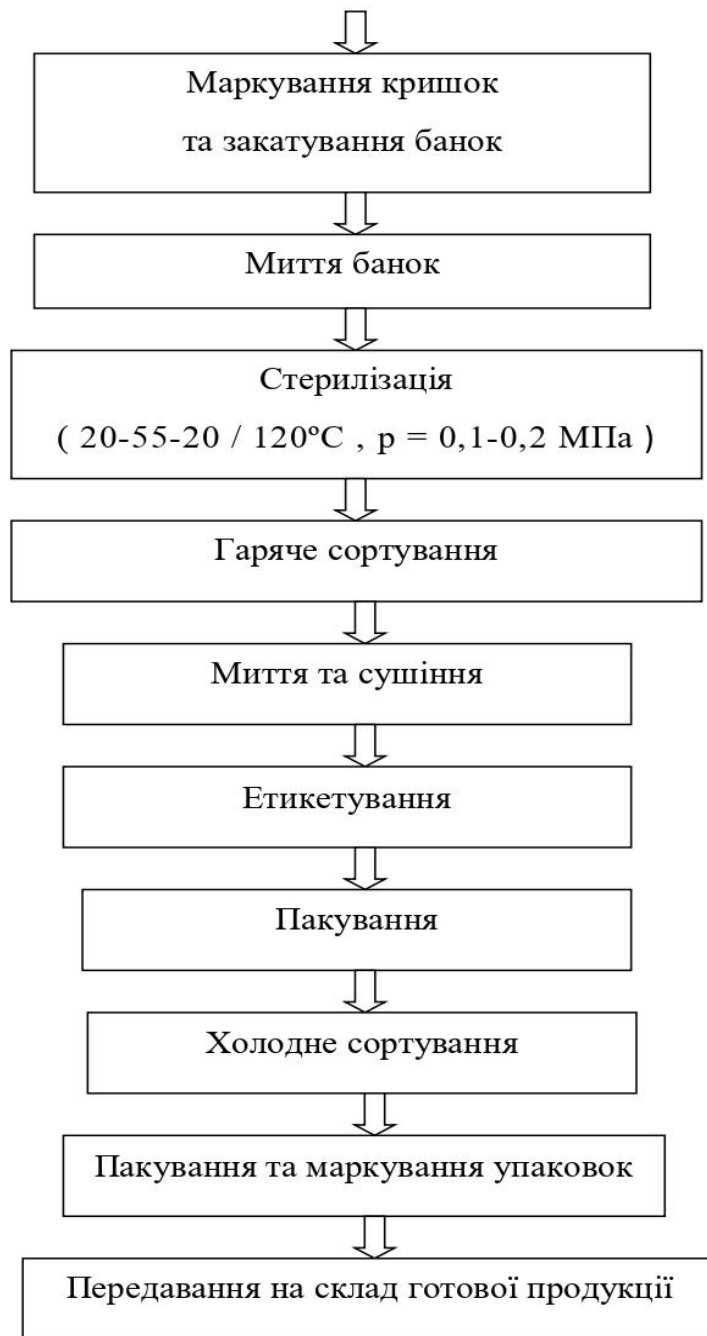 Маркування кришок
та закатування банок
Миття банок
Стерилізація
( 20-55-20 / 120ºС , р = 0,1-0,2 МПа )
Гаряче сортування
Миття та сушіння
Етикетування
Пакування
Холодне сортування
Пакування та маркування упаковок
Передавання на склад готової продукції